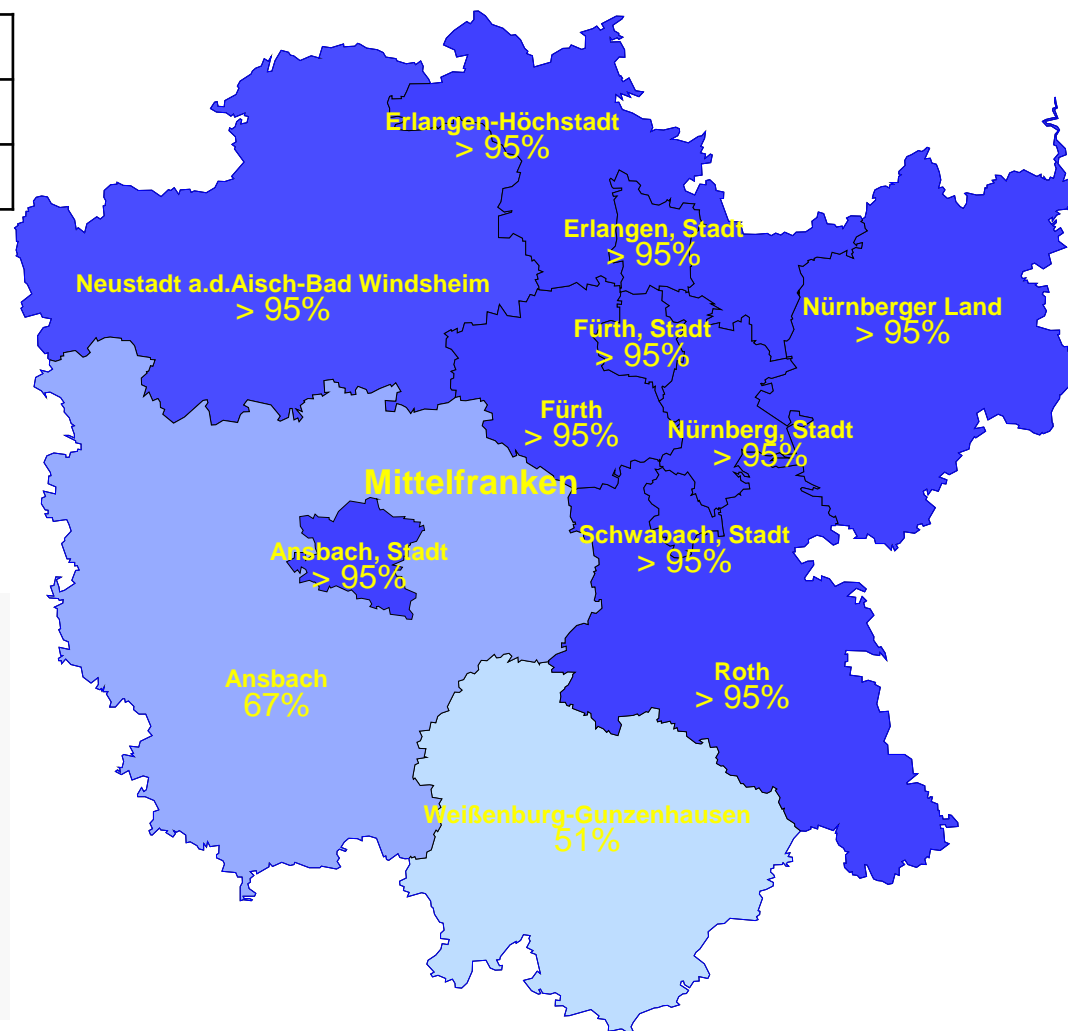 Erlangen-Höchstadt
> 95%
Erlangen, Stadt
> 95%
Neustadt a.d.Aisch-Bad Windsheim
> 95%
Nürnberger Land
> 95%
Fürth, Stadt
> 95%
Fürth
> 95%
Nürnberg, Stadt
> 95%
Mittelfranken
Schwabach, Stadt
> 95%
Ansbach, Stadt
> 95%
Roth
> 95%
Ansbach
67%
Weißenburg-Gunzenhausen
51%